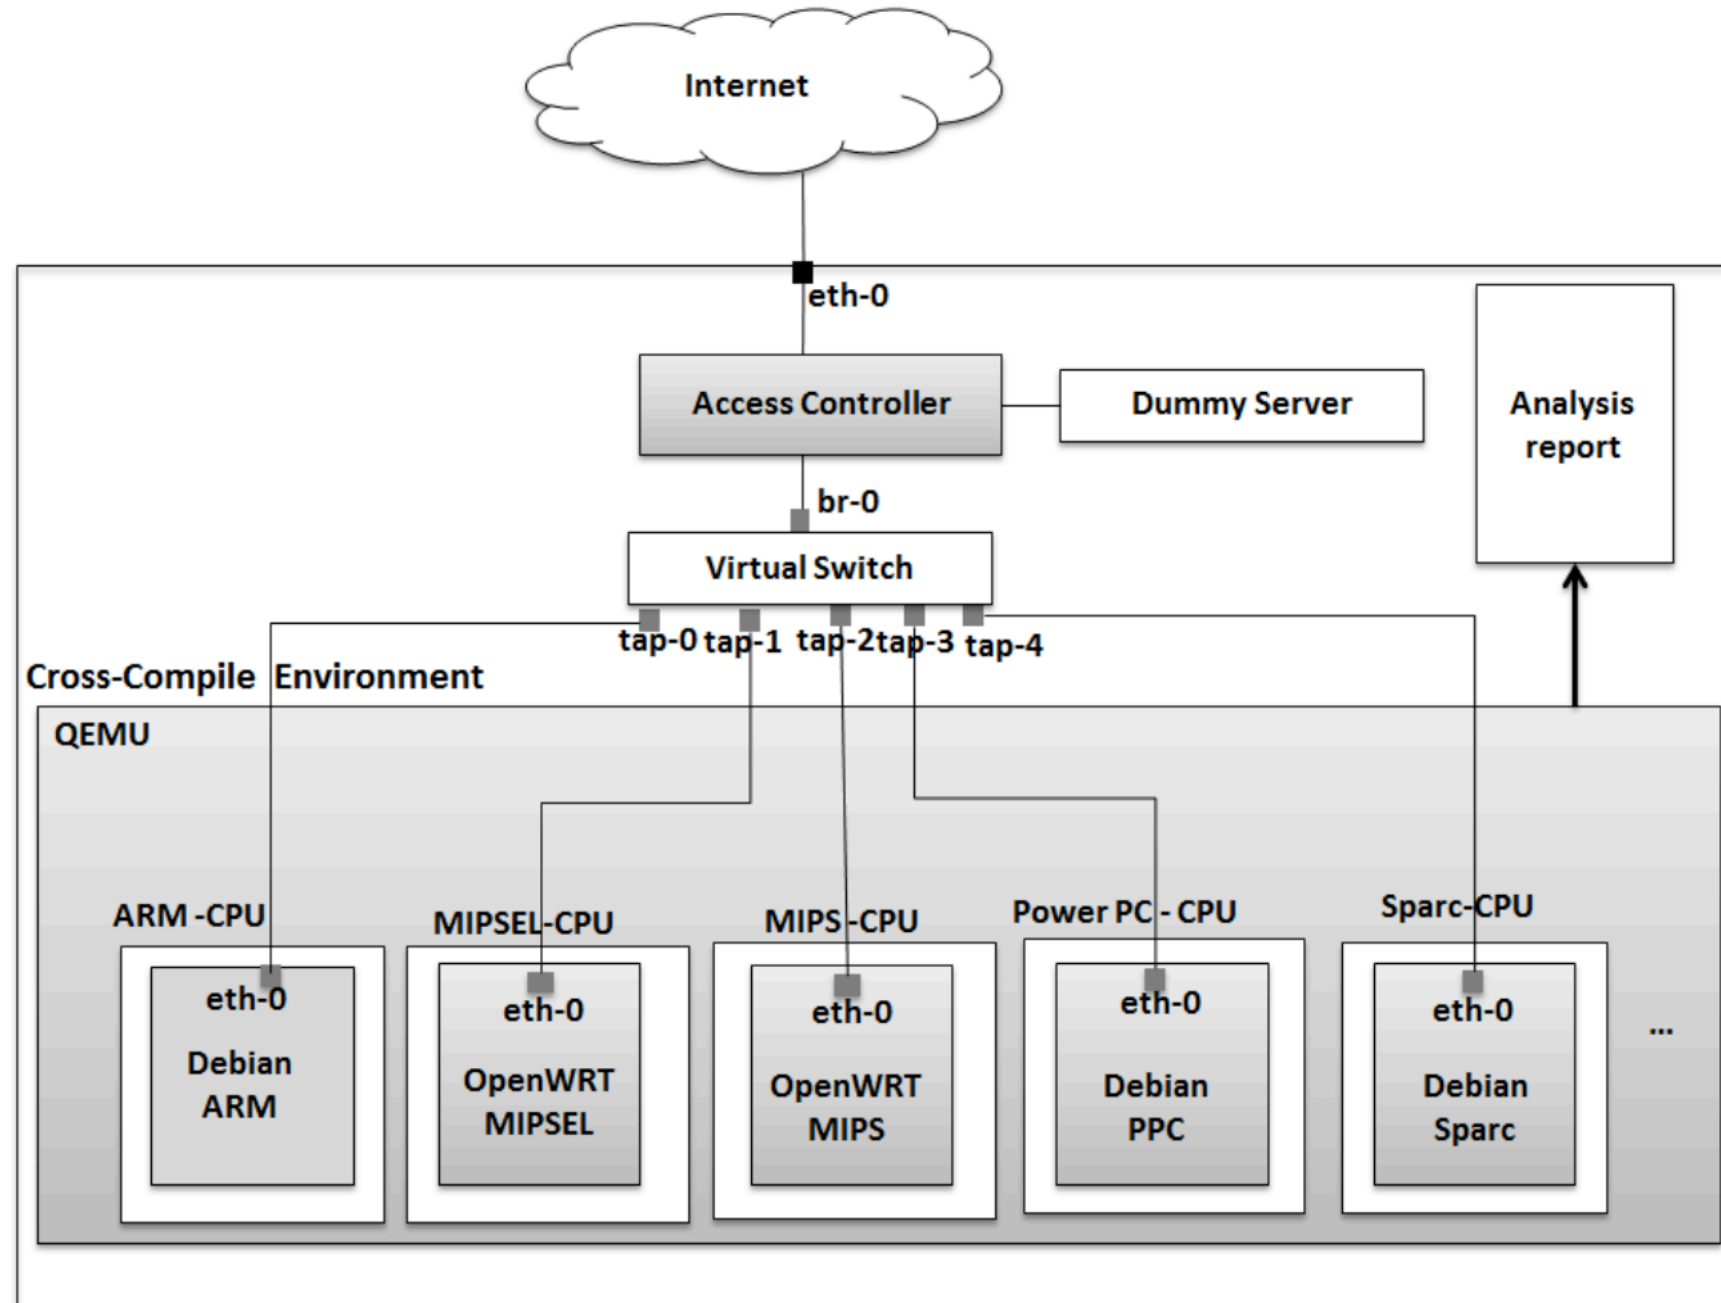 Internet
eth-0
Access Controller
Dummy Server
Analysis
report
br-0
Virtual Switch
tap-0
tap-1
tap-2
tap-3
tap-4
Cross-Compile Environment
QEMU
ARM -CPU
MIPSEL-CPU
MIPS -CPU
Power PC - CPU
Sparc-CPU
eth-0
Debian
ARM
eth-0
OpenWRT
MIPSEL
eth-0
OpenWRT
MIPS
eth-0
Debian
PPC
eth-0
Debian
Sparc
...